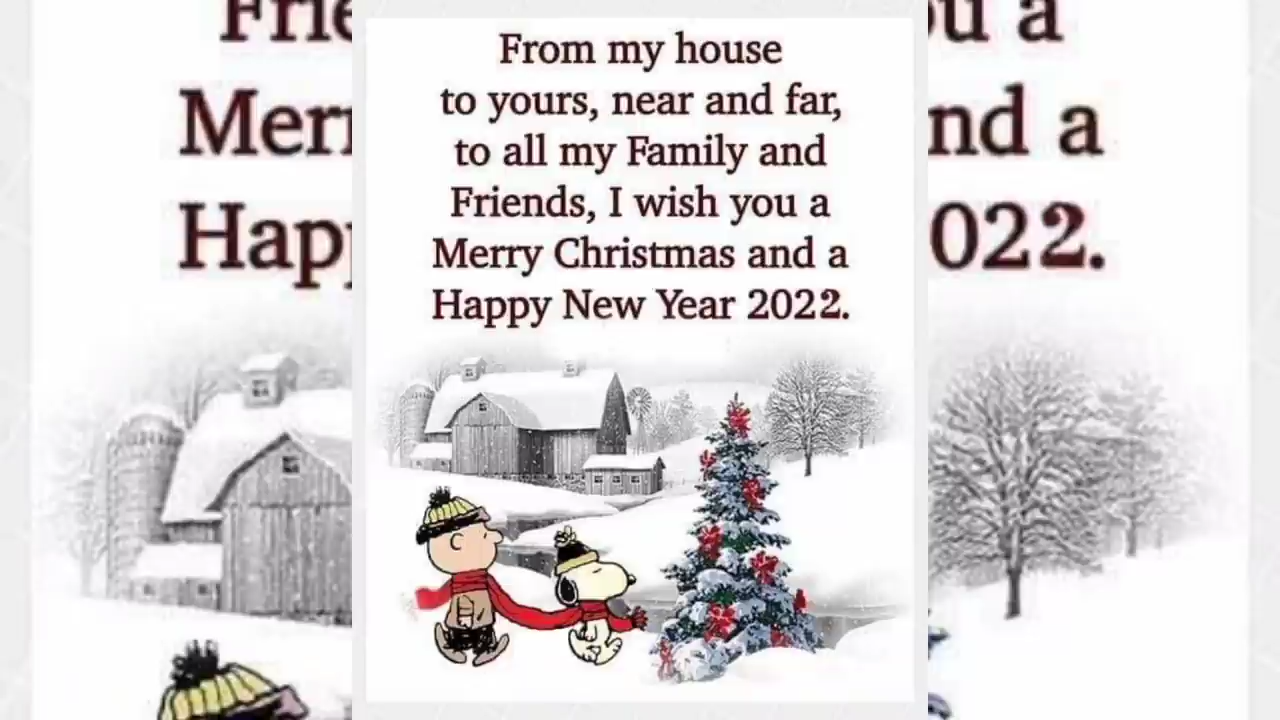 From my house
to yours, near and far,
to all my Family and
Friends, I wish you a
Merry Christmas and a
Happy New Year 2022.